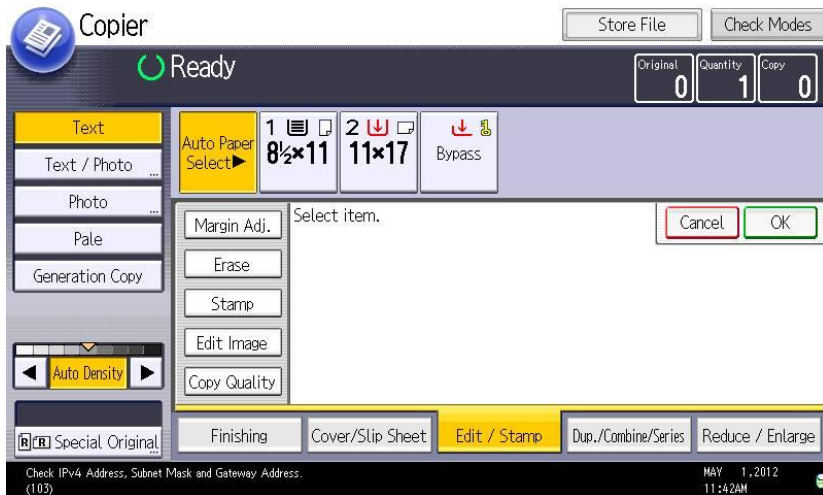 Copier
Store File
Check Modes
Ready
Original
0
Quantity
1
Copy
0
Text
Text / Photo ...
Photo ...
Pale
Generation Copy
Auto Paper
Select▶
1
8½×11
2
11×17
Bypass
Margin Adj.
Erase
Stamp
Edit Image
Copy Quality
Select item.
Cancel
OK
◀ Auto Density ▶
R R Special Original ...
Finishing
Cover/Slip Sheet
Edit / Stamp
Dup./Combine/Series
Reduce / Enlarge
Check IPv4 Address, Subnet Mask and Gateway Address.
(103)
MAY 1,2012
11:42AM